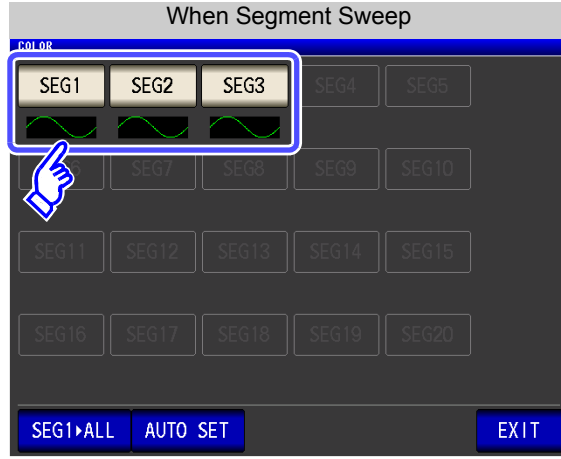 When Segment Sweep
COLOR
SEG1 SEG2 SEG3 SEG4 SEG5
SEG7 SEG8 SEG9 SEG10
SEG11 SEG12 SEG13 SEG14 SEG15
SEG16 SEG17 SEG18 SEG19 SEG20
SEG1▸ALL AUTO SET EXIT